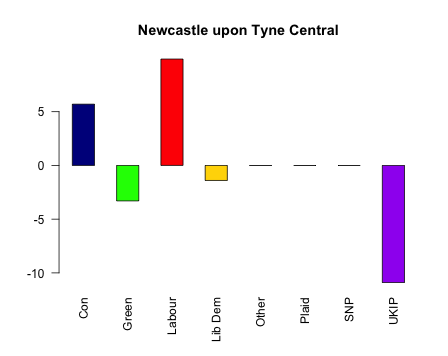 Newcastle upon Tyne Central
5
0
-5
-10
Con
Green
Labour
Lib Dem
Other
Plaid
SNP
UKIP